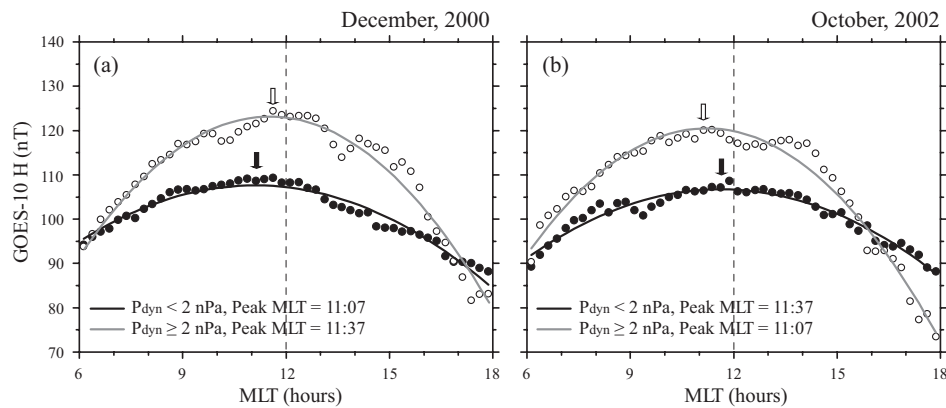 December, 2000
October, 2002
140
130
120
110
100
90
80
70
GOES-10 H (nT)
(a)
Pdyn < 2 nPa, Peak MLT = 11:07
Pdyn ≥ 2 nPa, Peak MLT = 11:37
6 9 12 15 18
MLT (hours)
(b)
Pdyn < 2 nPa, Peak MLT = 11:37
Pdyn ≥ 2 nPa, Peak MLT = 11:07
6 9 12 15 18
MLT (hours)